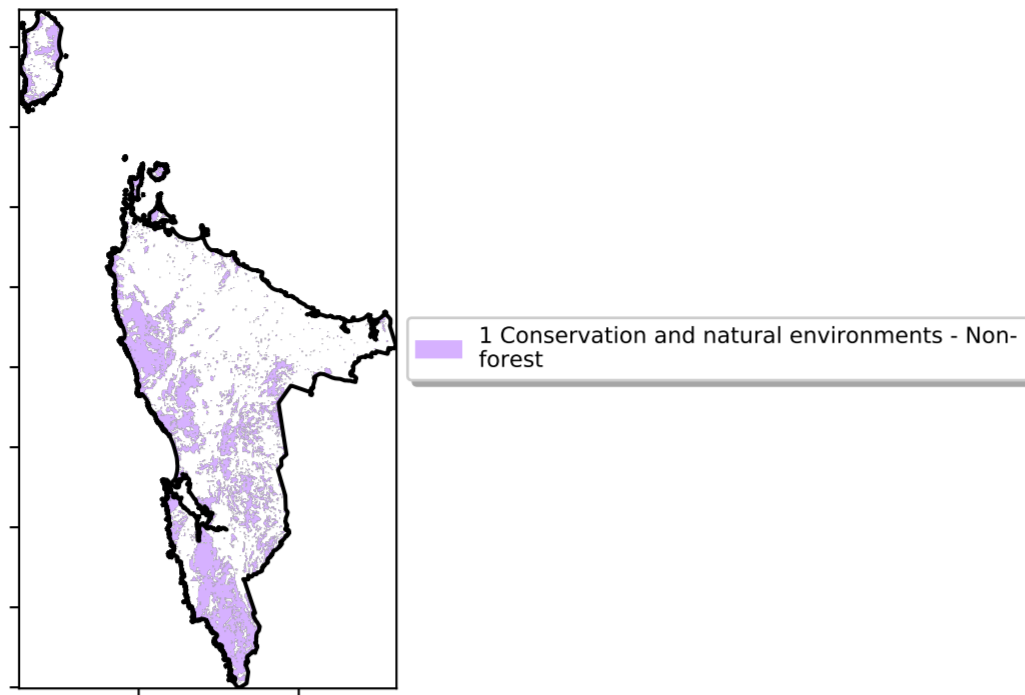 1 Conservation and natural environments - Non-
forest